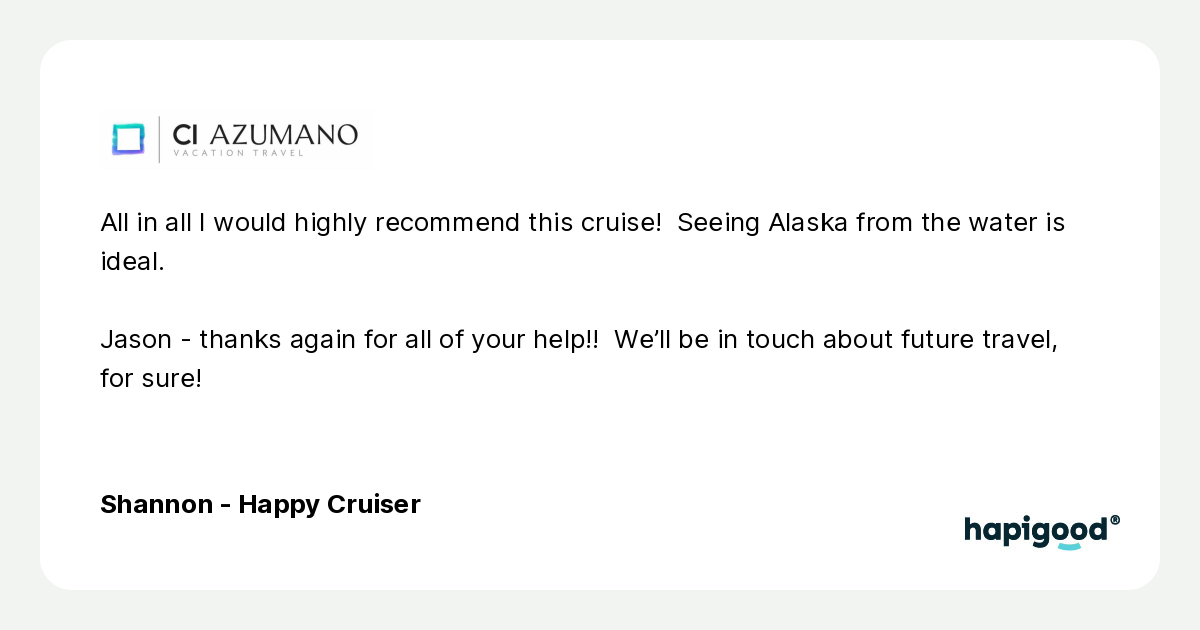 CI AZUMANO
VACATION TRAVEL
All in all I would highly recommend this cruise!  Seeing Alaska from the water is
ideal.
Jason - thanks again for all of your help!!  We’ll be in touch about future travel,
for sure!
Shannon - Happy Cruiser
hapigood®